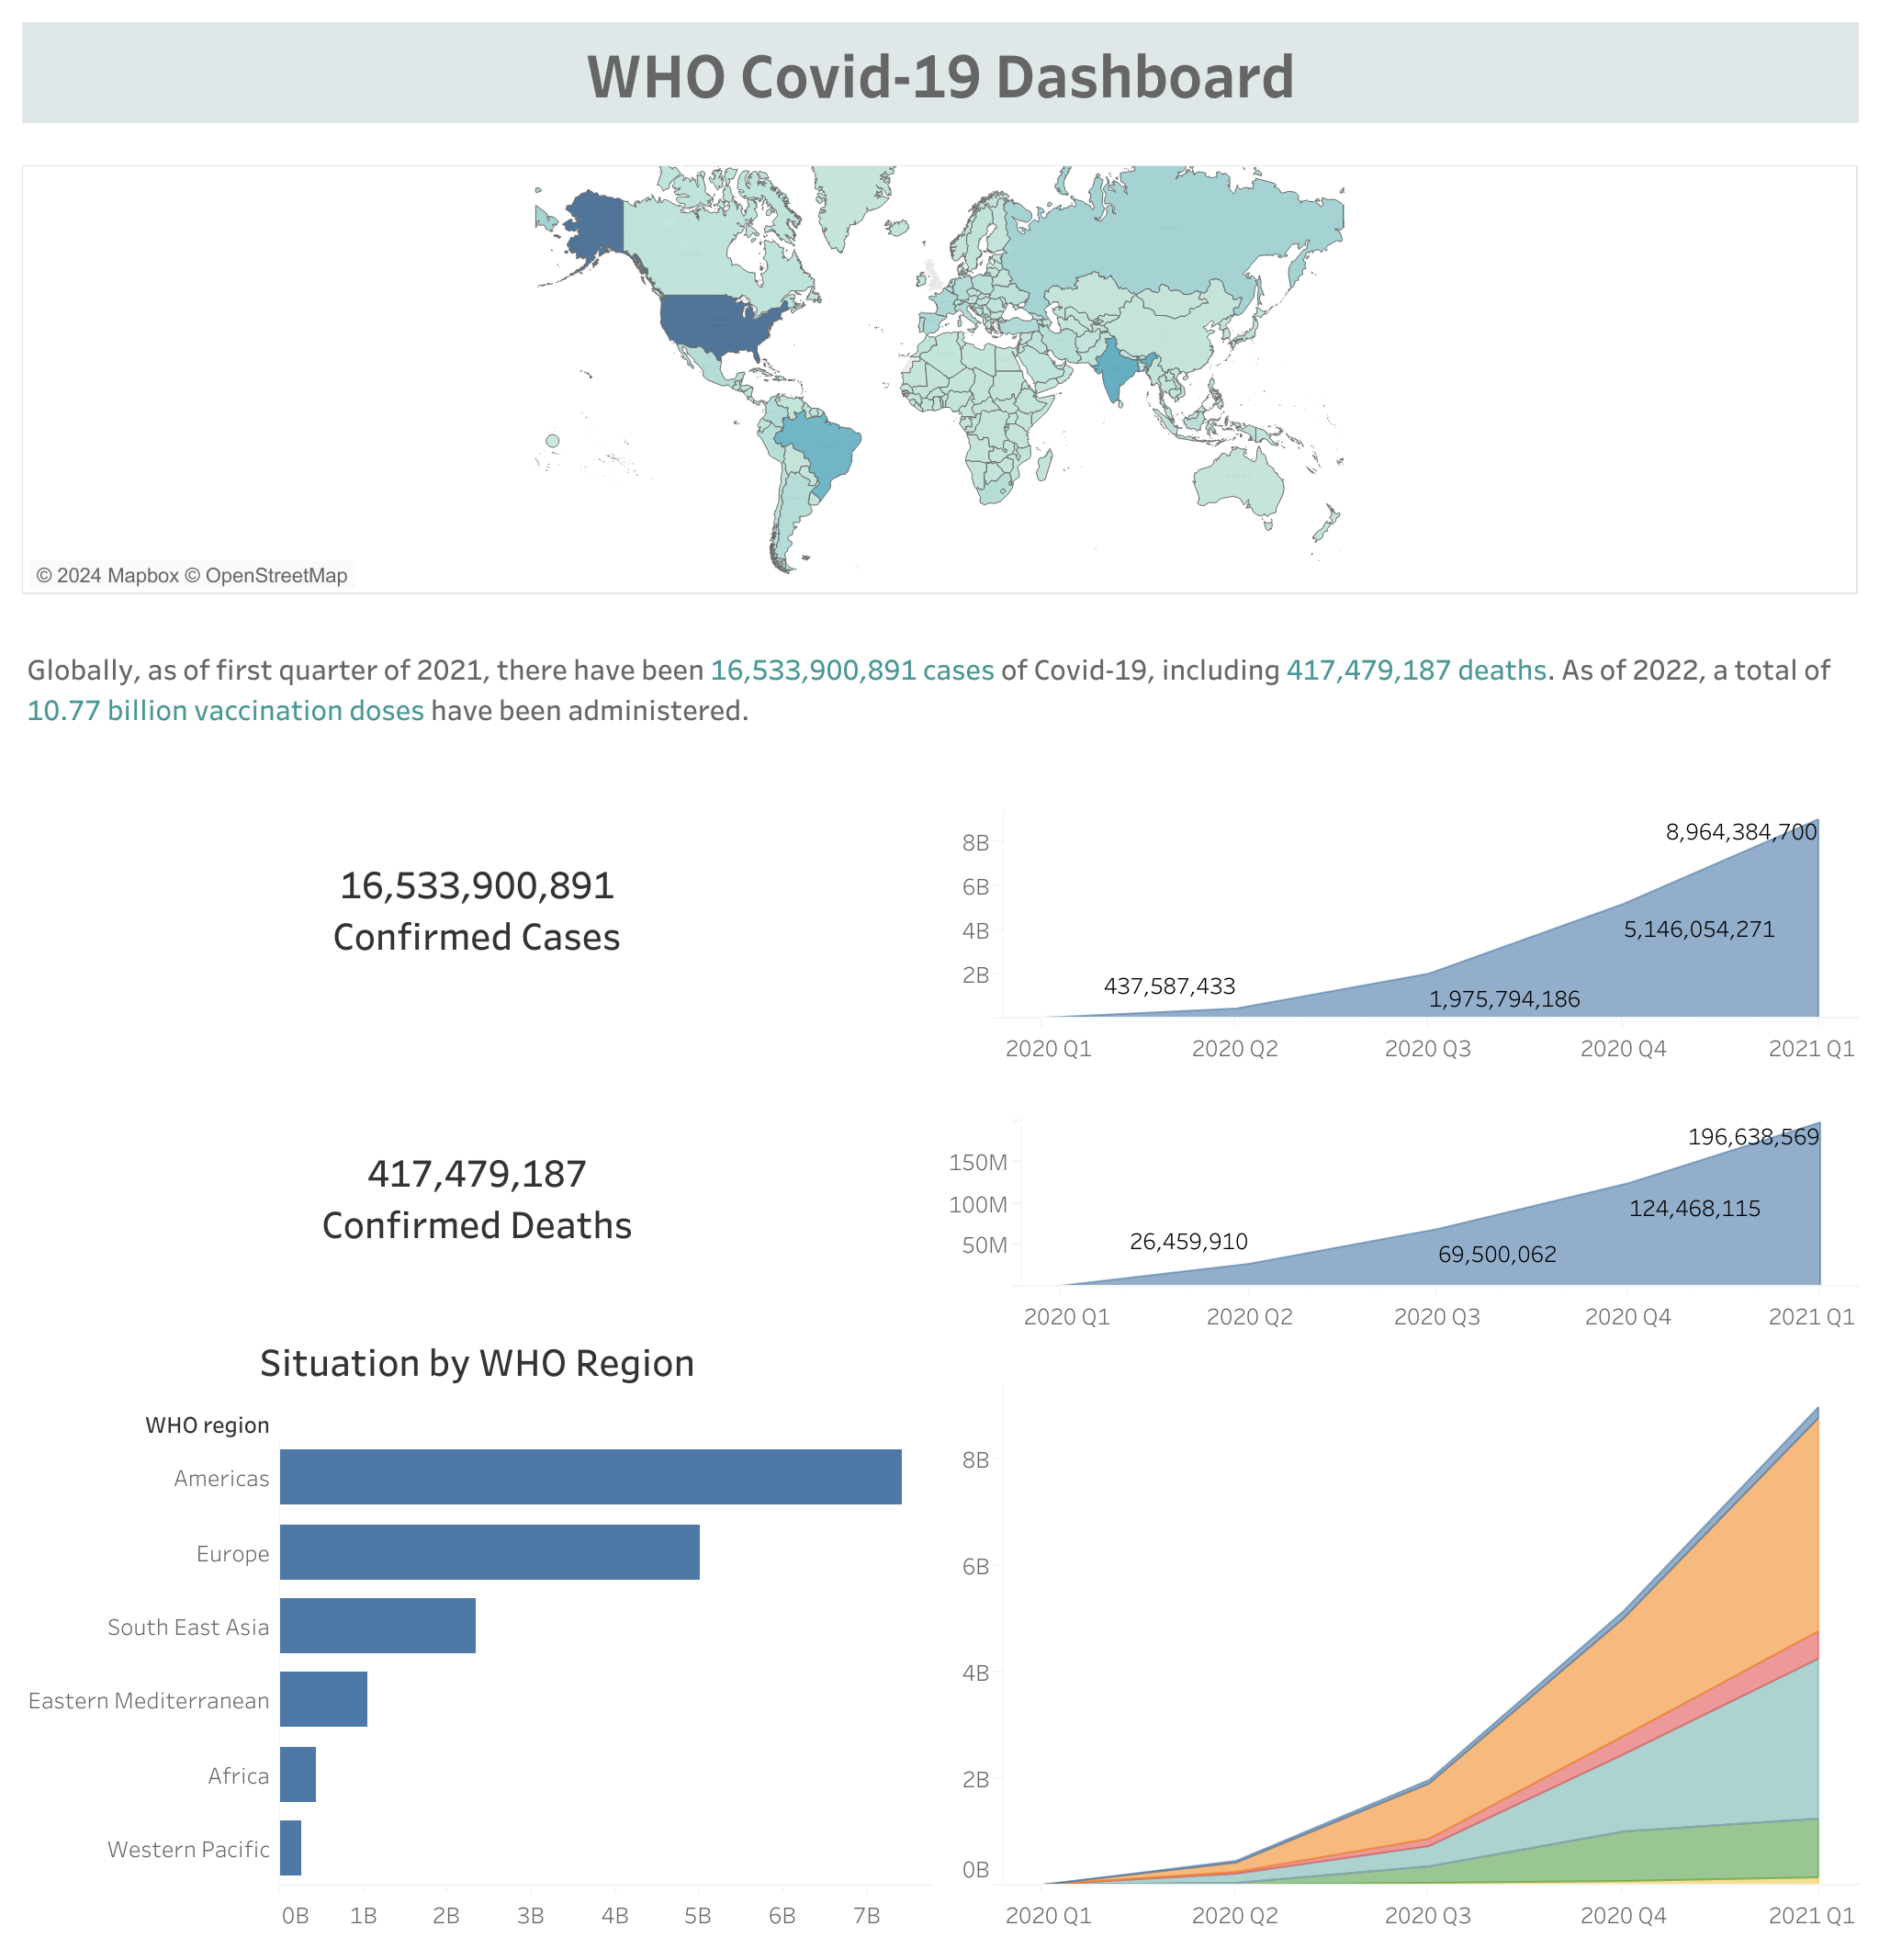 WHO Covid-19 Dashboard
© 2024 Mapbox © OpenStreetMap
Globally, as of first quarter of 2021, there have been 16,533,900,891 cases of Covid-19, including 417,479,187 deaths. As of 2022, a total of
10.77 billion vaccination doses have been administered.
16,533,900,891
Confirmed Cases
8B
6B
4B
2B
8,964,384,700
5,146,054,271
437,587,433
1,975,794,186
2020 Q1 2020 Q2 2020 Q3 2020 Q4 2021 Q1
417,479,187
Confirmed Deaths
150M
100M
50M
196,638,569
124,468,115
26,459,910
69,500,062
2020 Q1 2020 Q2 2020 Q3 2020 Q4 2021 Q1
Situation by WHO Region
WHO region
Americas
Europe
South East Asia
Eastern Mediterranean
Africa
Western Pacific
0B 1B 2B 3B 4B 5B 6B 7B
8B
6B
4B
2B
0B
2020 Q1 2020 Q2 2020 Q3 2020 Q4 2021 Q1